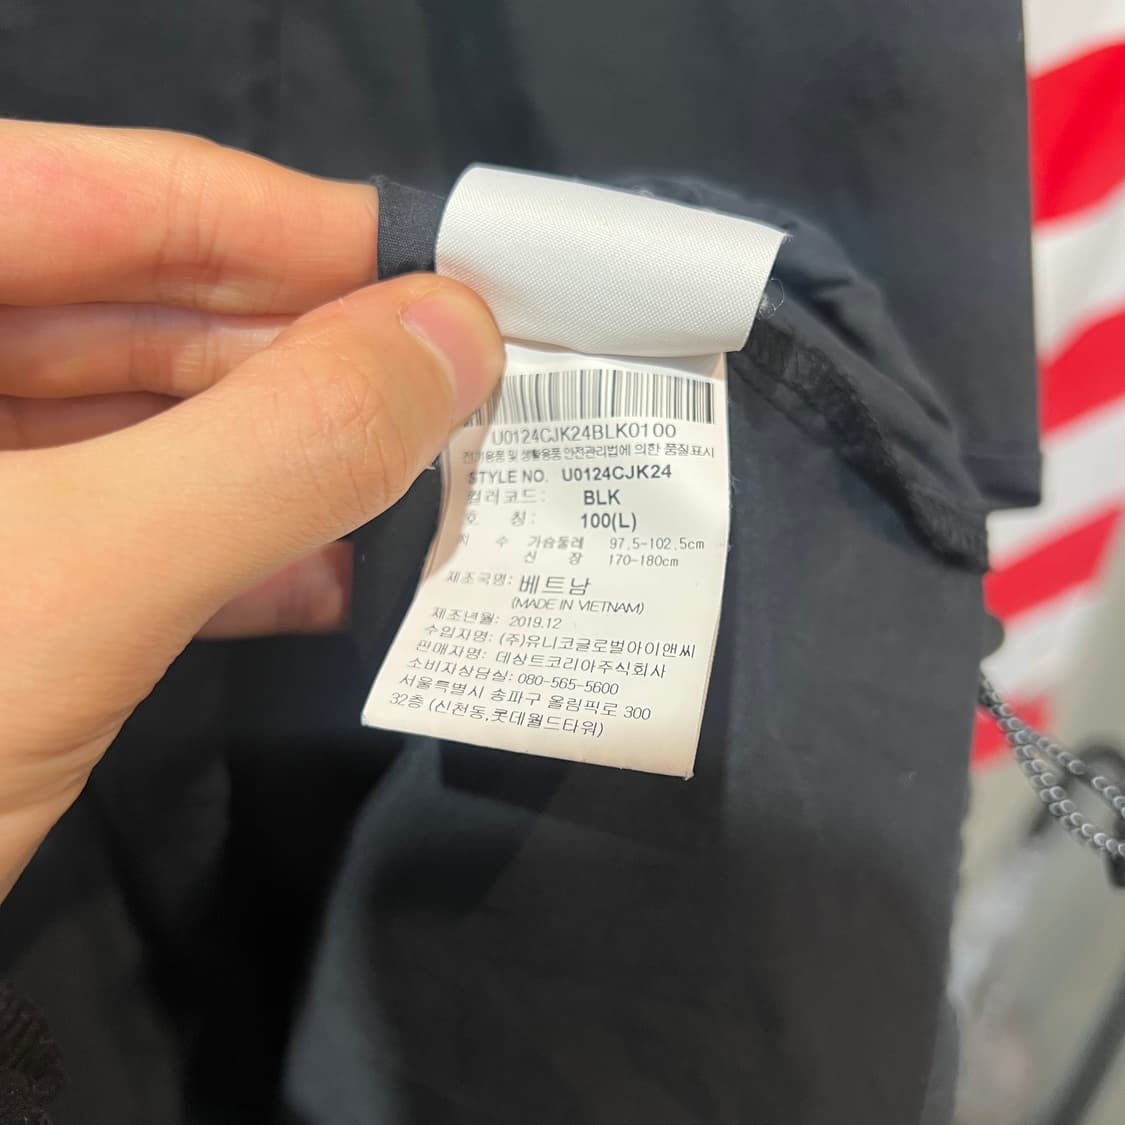 U0124CJK24BLK0100
전기용품 및 생활용품 안전관리법에 의한 품질표시
STYLE NO. U0124CJK24
컬러코드: BLK
호 칭: 100(L)
치 수 가슴둘레 97.5-102.5cm
신 장 170-180cm
제조국명: 베트남
(MADE IN VIETNAM)
제조년월: 2019.12
수입자명: (주)유니코글로벌아이앤씨
판매자명: 데상트코리아주식회사
소비자상담실: 080-565-5600
서울특별시 송파구 올림픽로 300
32층 (신천동,롯데월드타워)